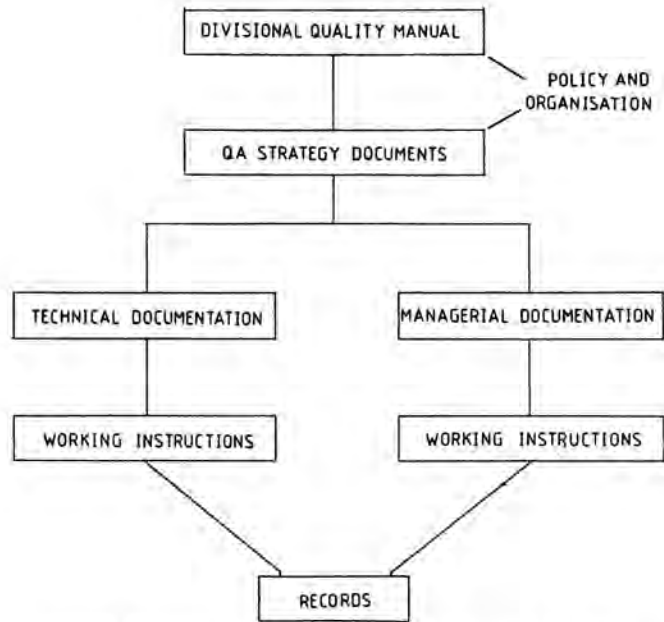 DIVISIONAL QUALITY MANUAL
POLICY AND
ORGANISATION
QA STRATEGY DOCUMENTS
TECHNICAL DOCUMENTATION
MANAGERIAL DOCUMENTATION
WORKING INSTRUCTIONS
WORKING INSTRUCTIONS
RECORDS